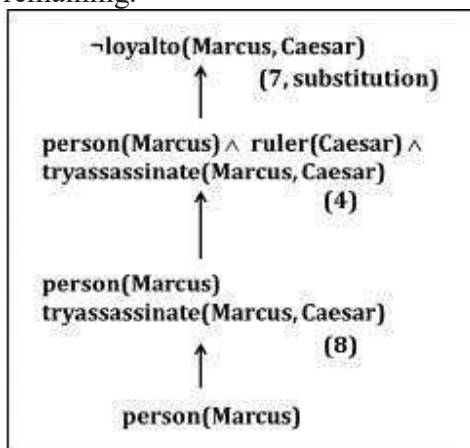 remaining.
¬loyalto(Marcus, Caesar)
(7, substitution)
person(Marcus) ∧ ruler(Caesar) ∧
tryassassinate(Marcus, Caesar)
(4)
person(Marcus)
tryassassinate(Marcus, Caesar)
(8)
person(Marcus)